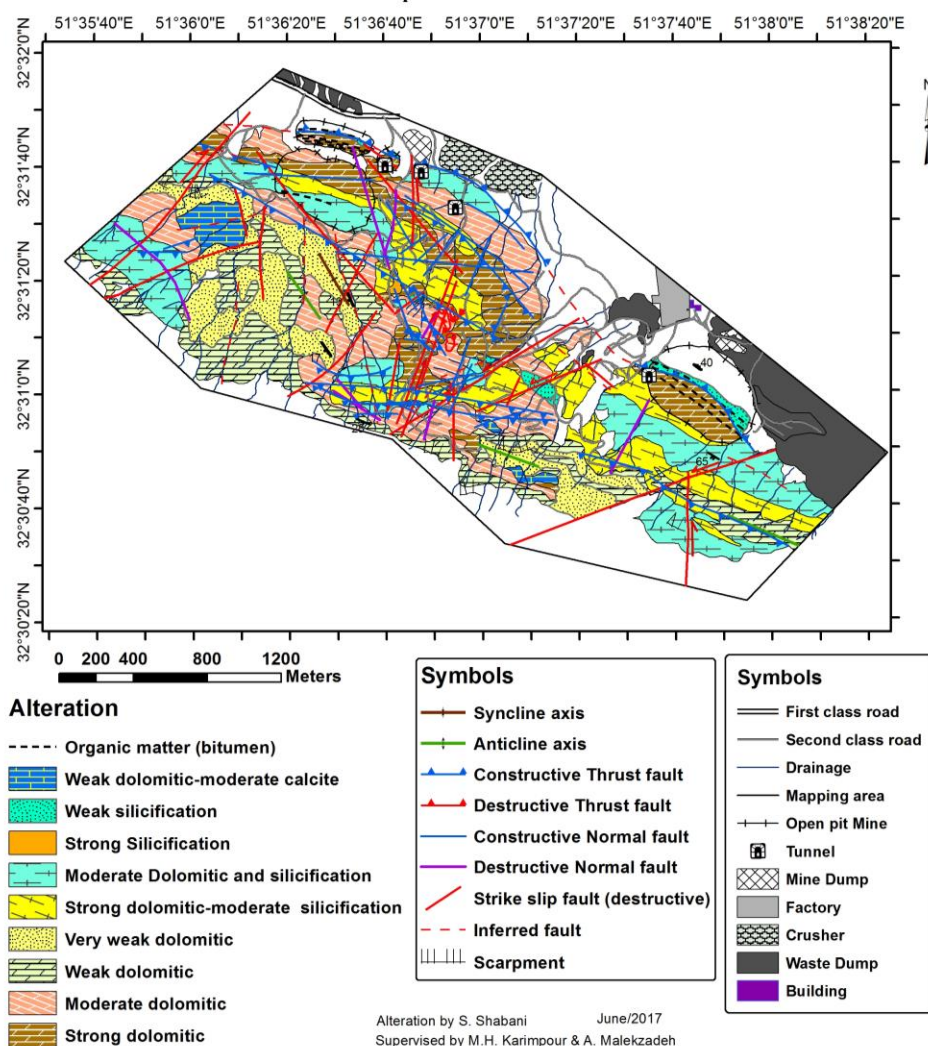 51°35'40"E 51°36'0"E 51°36'20"E 51°36'40"E 51°37'0"E 51°37'20"E 51°37'40"E 51°38'0"E 51°38'20"E
32°32'0"N
32°31'40"N
32°31'20"N
32°31'0"N
32°30'40"N
32°30'20"N
N
40
65
0 200 400 800 1200
Meters
Alteration
Organic matter (bitumen)
Weak dolomitic-moderate calcite
Weak silicification
Strong Silicification
Moderate Dolomitic and silicification
Strong dolomitic-moderate silicification
Very weak dolomitic
Weak dolomitic
Moderate dolomitic
Strong dolomitic
Symbols
Syncline axis
Anticline axis
Constructive Thrust fault
Destructive Thrust fault
Constructive Normal fault
Destructive Normal fault
Strike slip fault (destructive)
Inferred fault
Scarpment
Symbols
First class road
Second class road
Drainage
Mapping area
Open pit Mine
Tunnel
Mine Dump
Factory
Crusher
Waste Dump
Building
Alteration by S. Shabani June/2017
Supervised by M.H. Karimpour & A. Malekzadeh